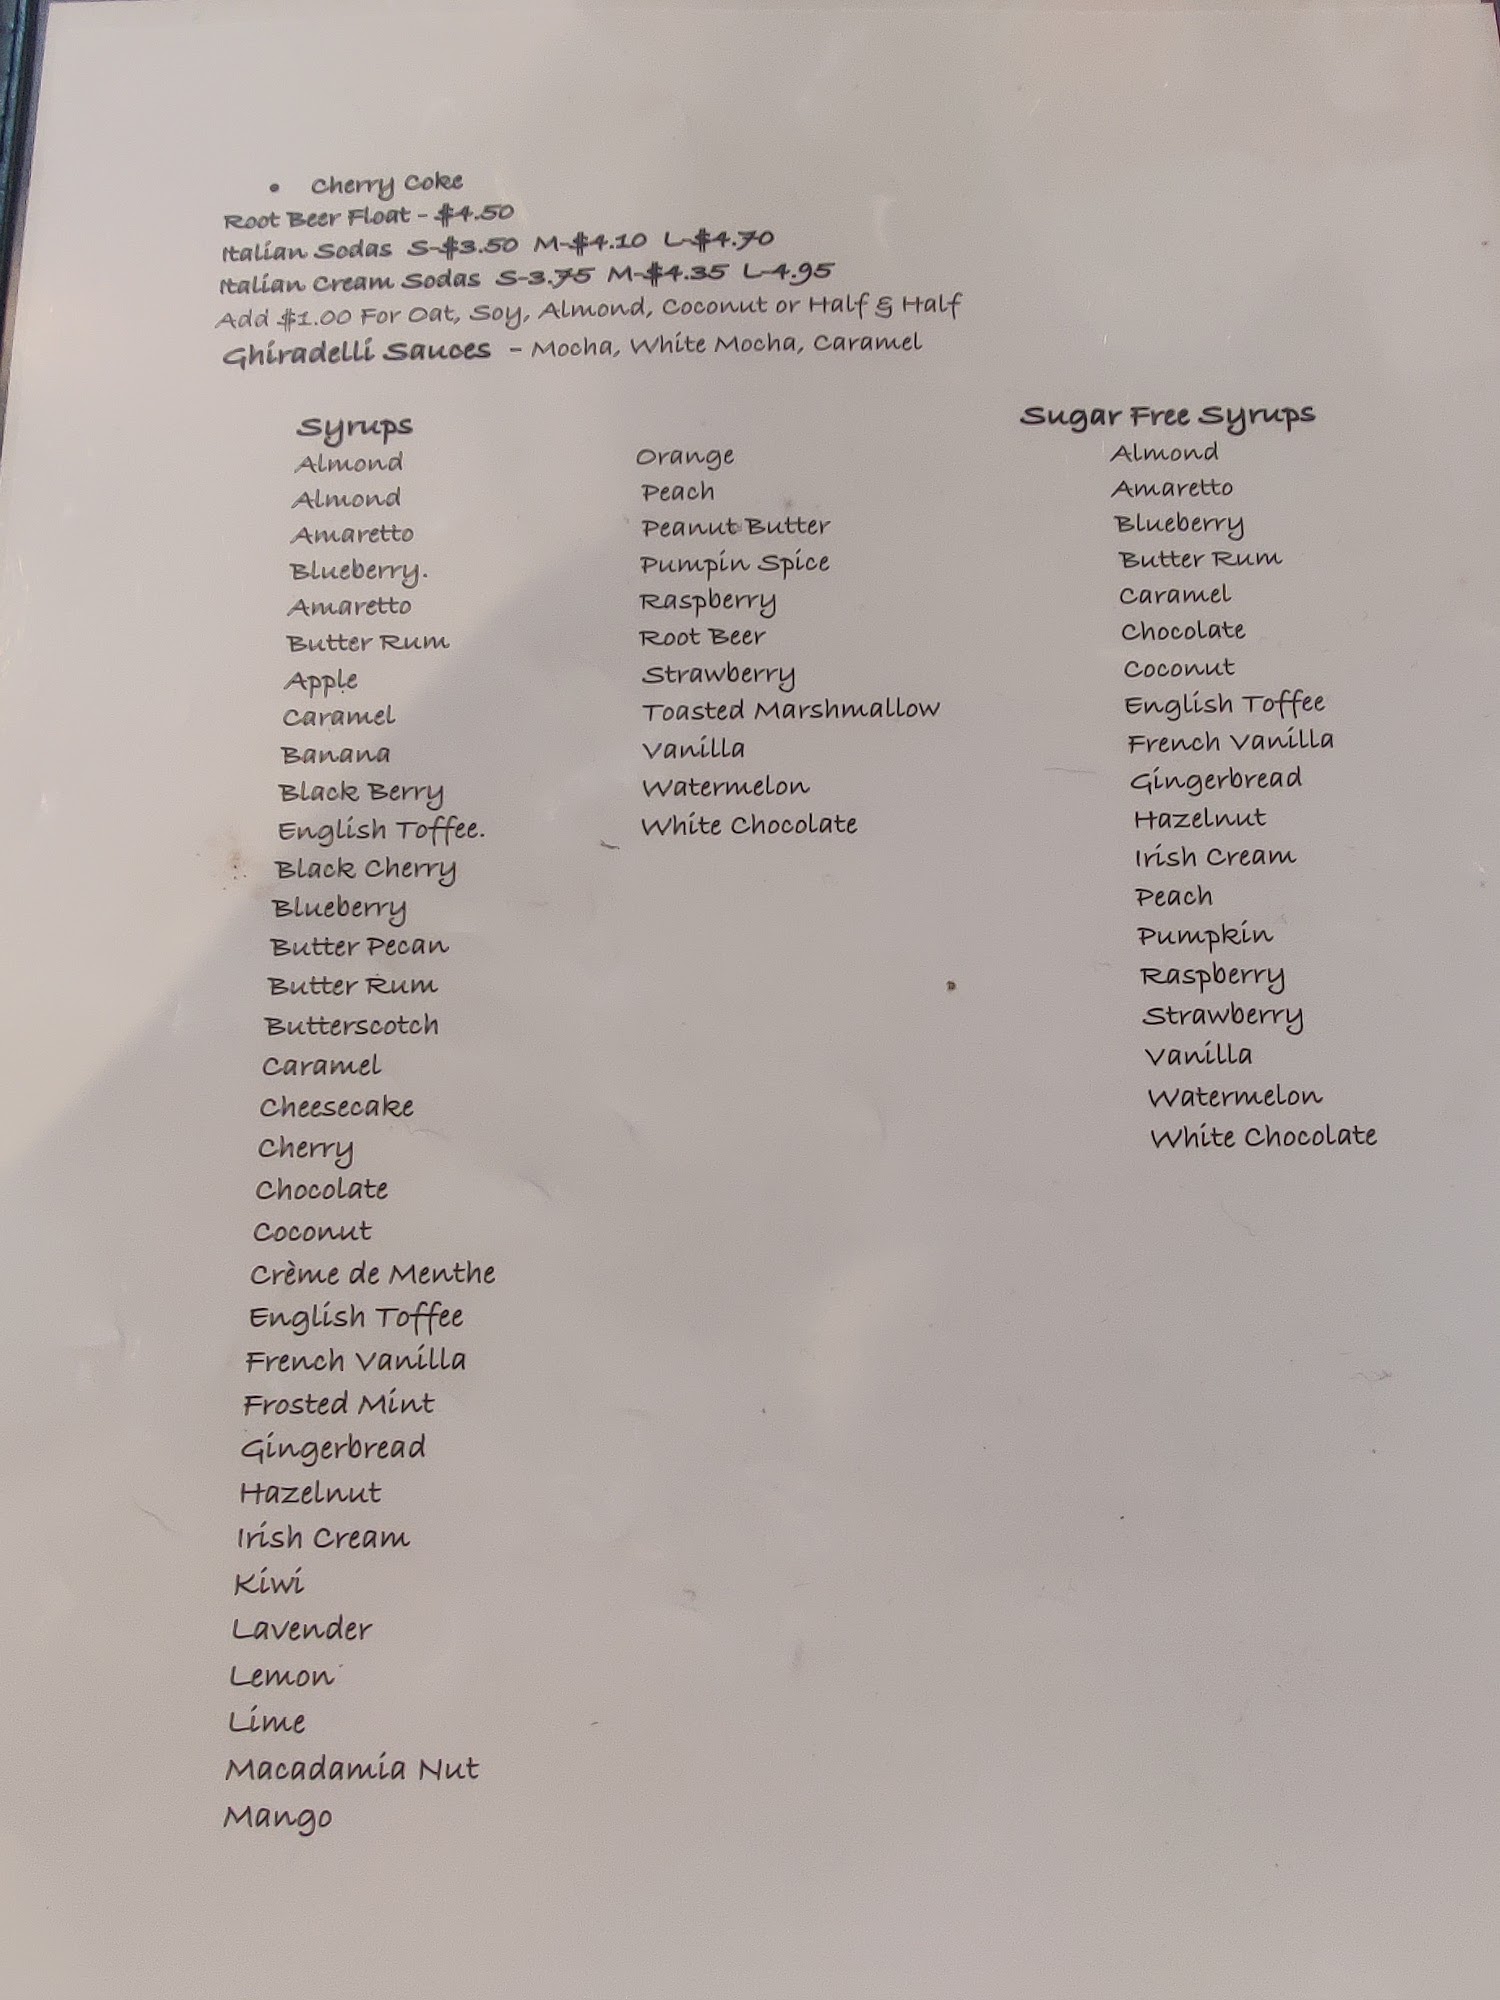 • Cherry Coke
Root Beer Float - $4.50
Italian Sodas S-$3.50 M-$4.10 L-$4.70
Italian Cream Sodas S-3.75 M-$4.35 L-4.95
Add $1.00 For Oat, Soy, Almond, Coconut or Half & Half
Ghiradelli Sauces - Mocha, White Mocha, Caramel
Syrups
Almond
Almond
Amaretto
Blueberry.
Amaretto
Butter Rum
Apple
Caramel
Banana
Black Berry
English Toffee.
Black Cherry
Blueberry
Butter Pecan
Butter Rum
Butterscotch
Caramel
Cheesecake
Cherry
Chocolate
Coconut
Crème de Menthe
English Toffee
French Vanilla
Frosted Mint
Gingerbread
Hazelnut
Irish Cream
Kiwi
Lavender
Lemon
Lime
Macadamia Nut
Mango
Orange
Peach
Peanut Butter
Pumpin Spice
Raspberry
Root Beer
Strawberry
Toasted Marshmallow
Vanilla
Watermelon
White Chocolate
Sugar Free Syrups
Almond
Amaretto
Blueberry
Butter Rum
Caramel
Chocolate
Coconut
English Toffee
French Vanilla
Gingerbread
Hazelnut
Irish Cream
Peach
Pumpkin
Raspberry
Strawberry
Vanilla
Watermelon
White Chocolate